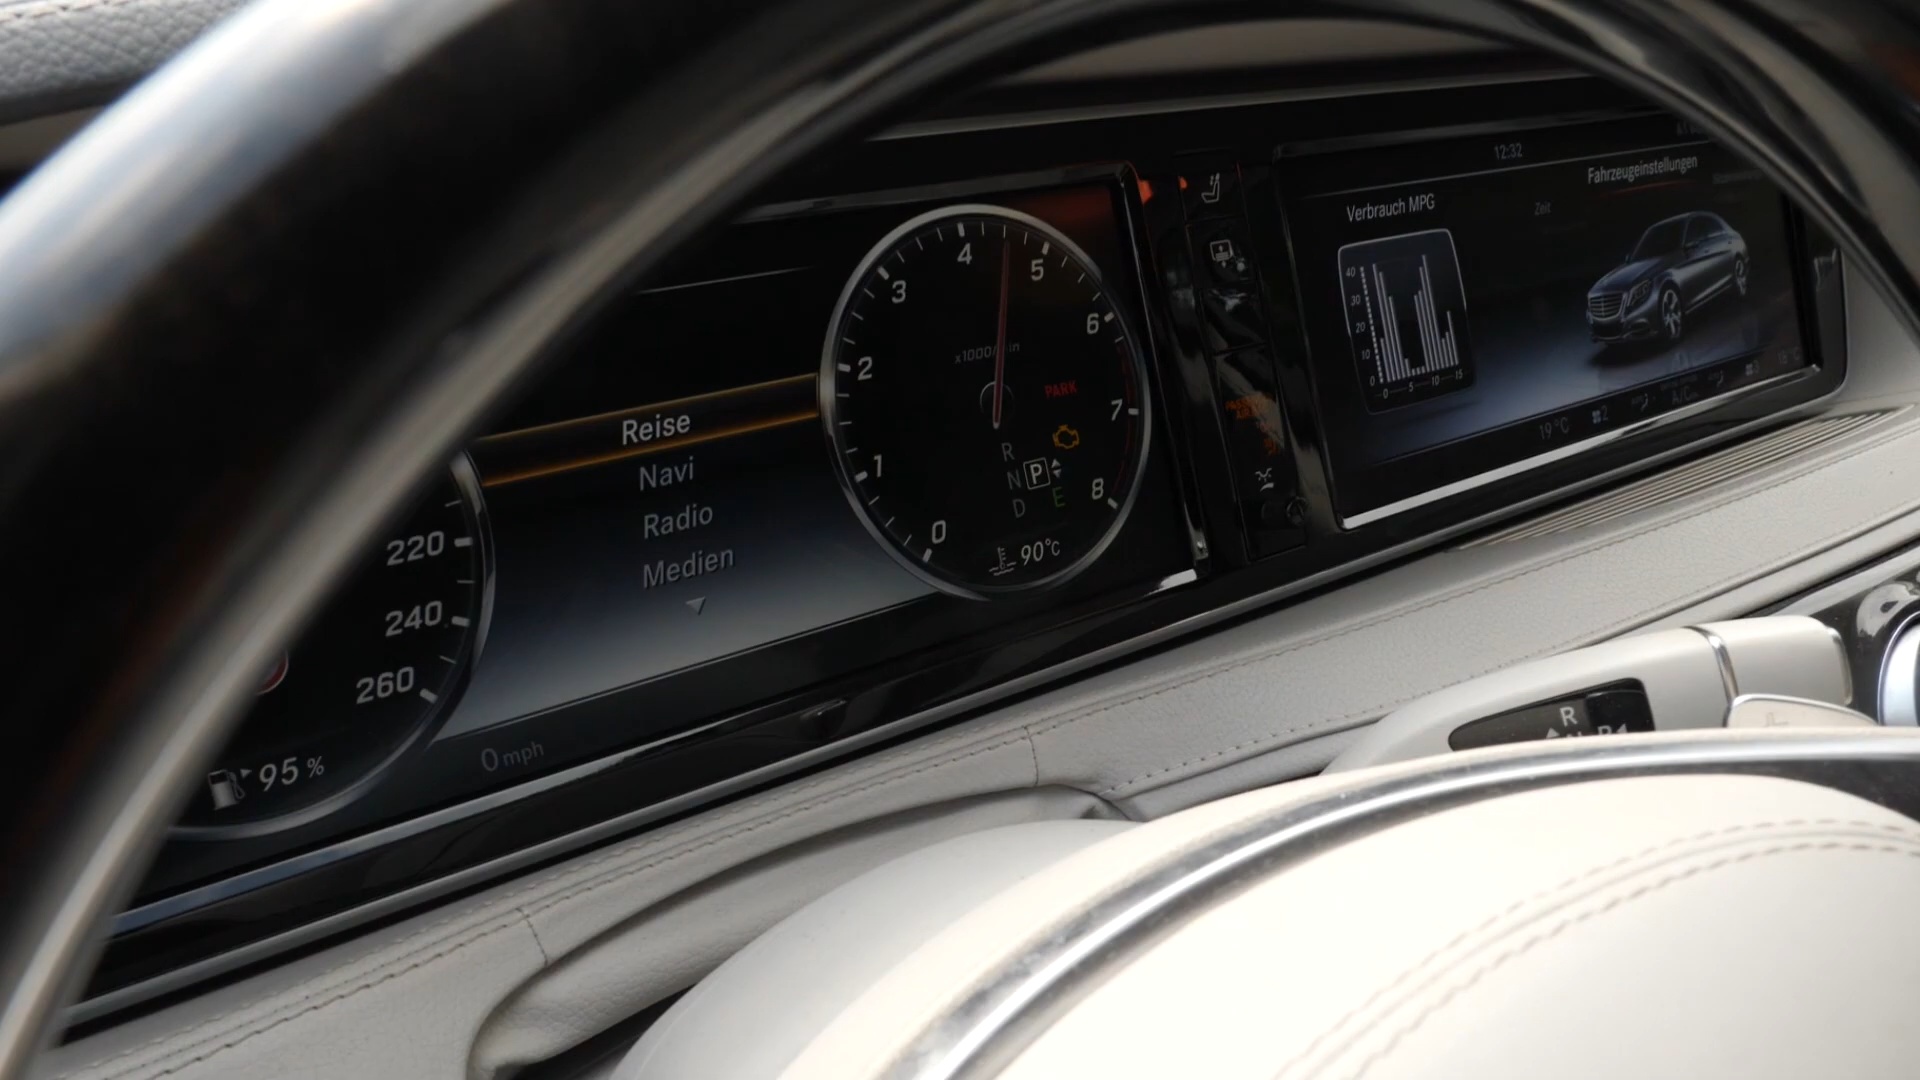 Reise
Navi
Radio
Medien
220
240
260
95 %
0 mph
0
1
2
3
4
5
6
7
8
x1000/min
PARK
R
N P
D E
90°C
12:32
Fahrzeugeinstellungen
Verbrauch MPG
Zeit
40
30
20
10
0
0 5 10 15
19°C
2
A/C
R